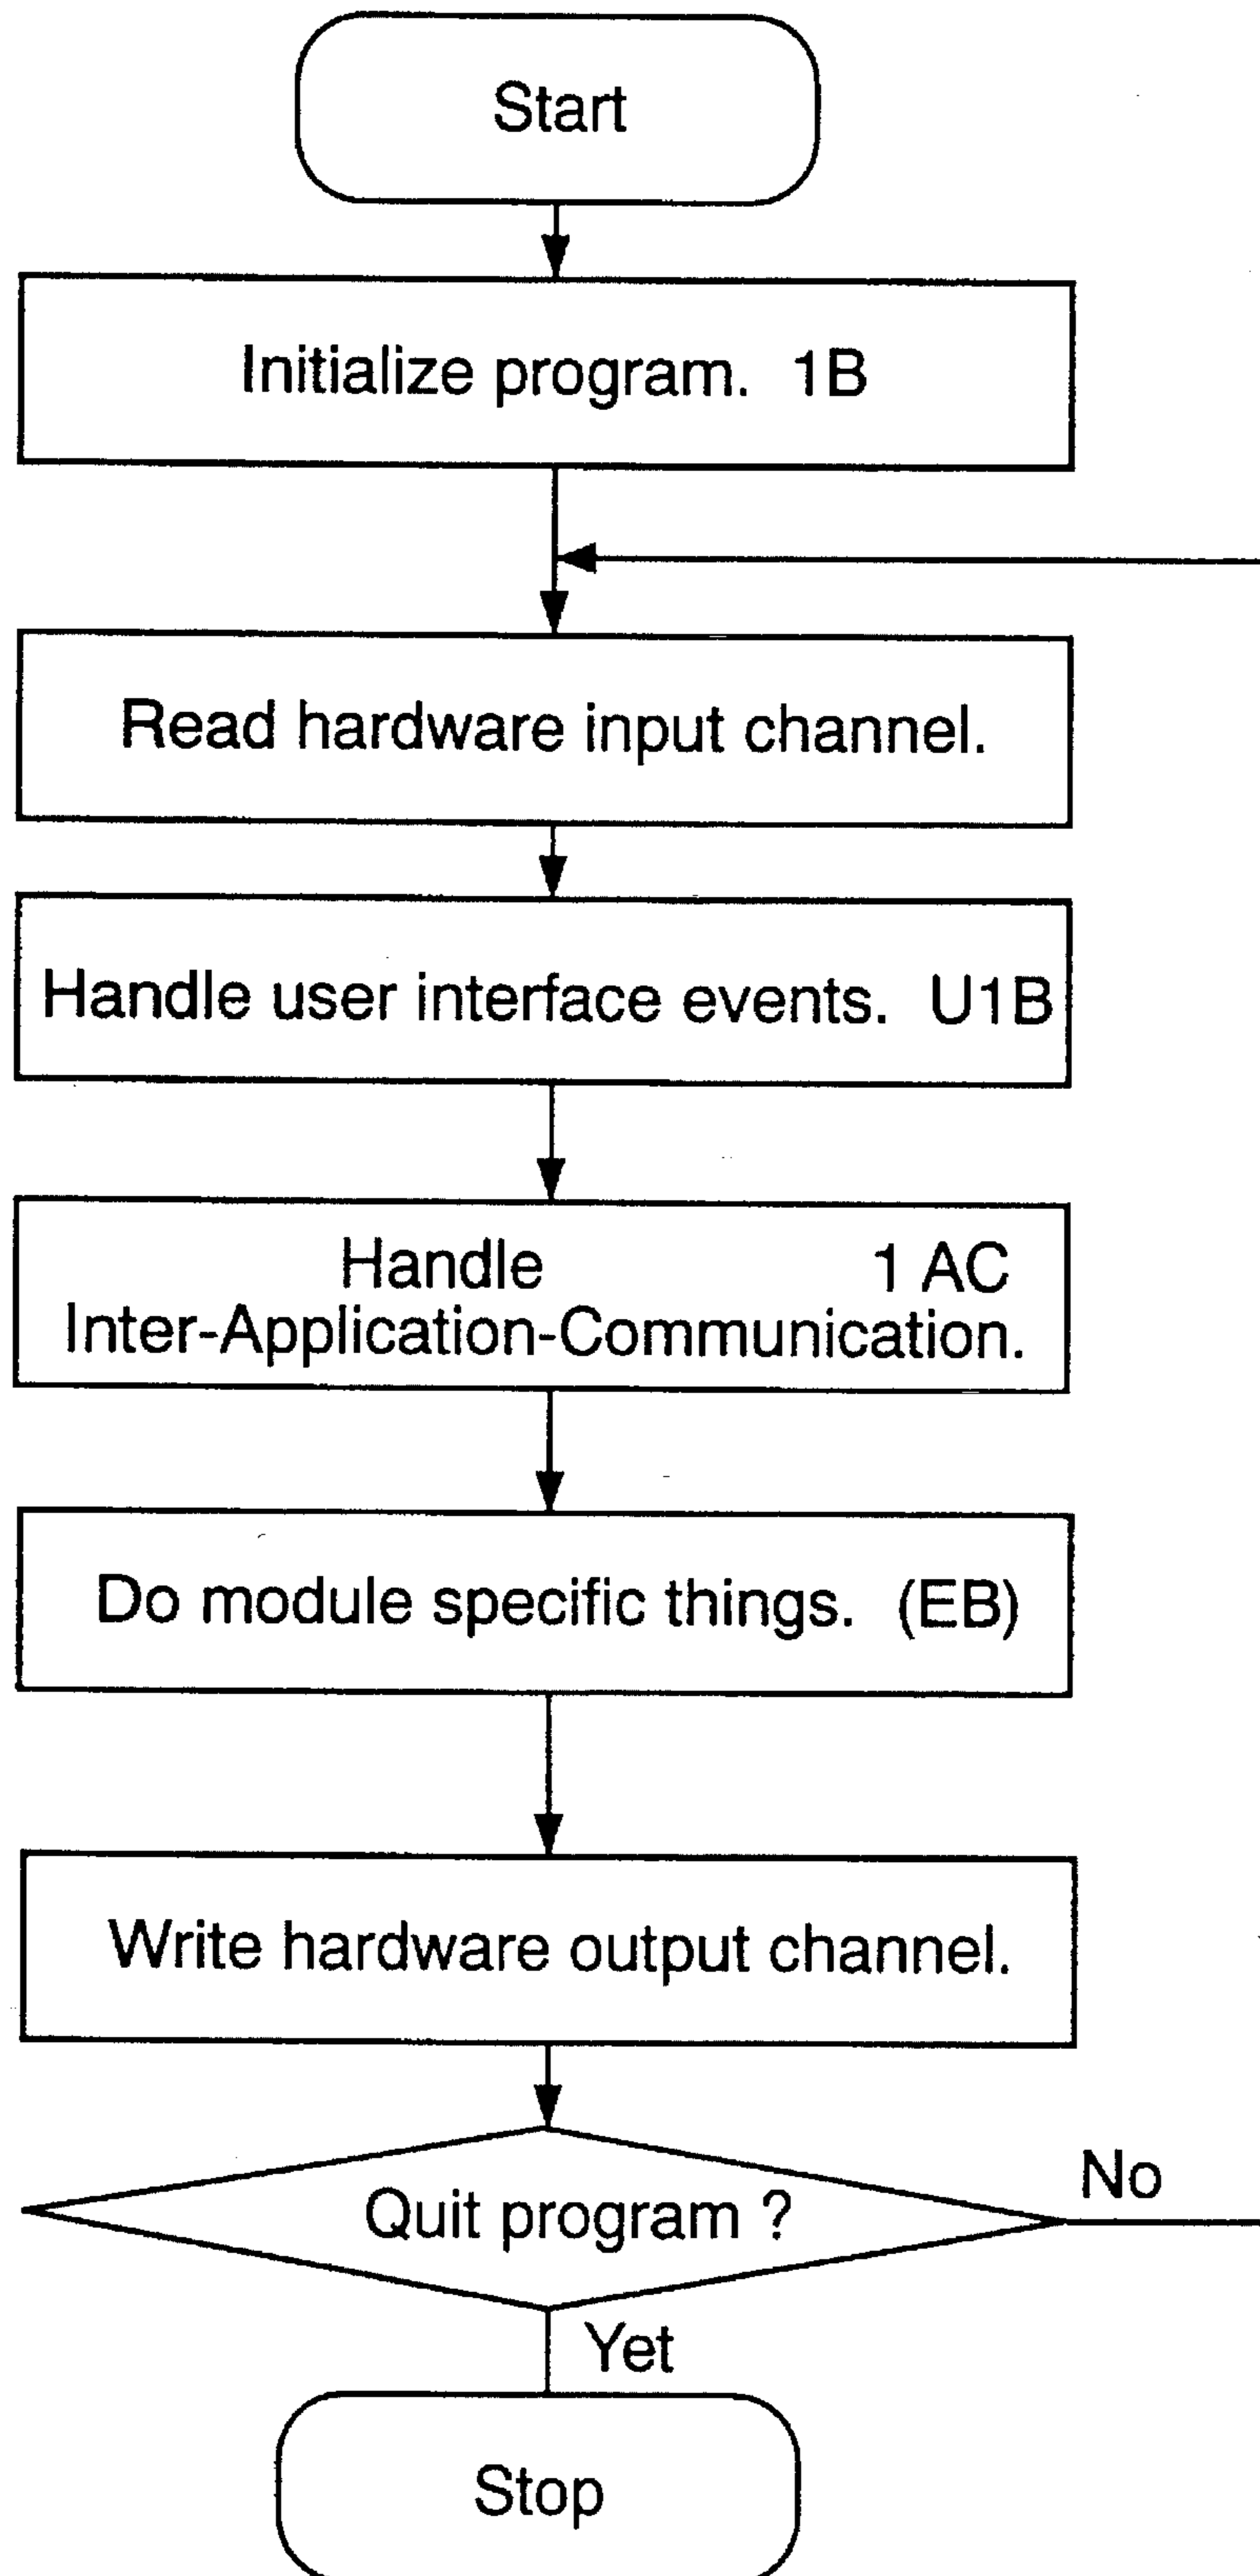 Start
Initialize program. 1B
Read hardware input channel.
Handle user interface events. U1B
Handle 1 AC
Inter-Application-Communication.
Do module specific things. (EB)
Write hardware output channel.
Quit program ?
No
Yet
Stop